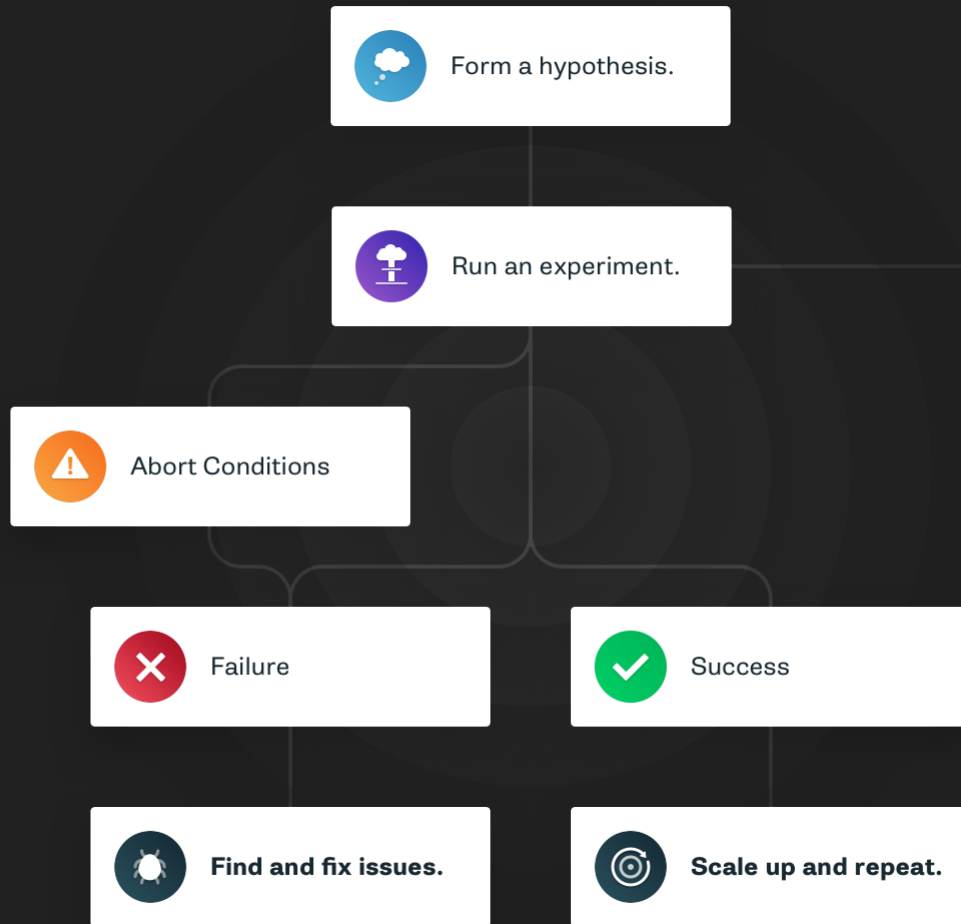 Form a hypothesis.
Run an experiment.
Abort Conditions
Failure
Success
Find and fix issues.
Scale up and repeat.